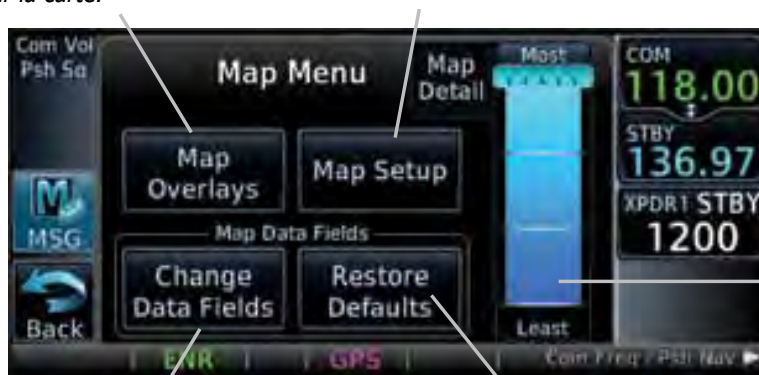 la carte.
Com Vol
Psh Sq
Map Menu
Map
Detail
Most
COM
118.00
STBY
136.97
XPDR1 STBY
1200
Map
Overlays
Map Setup
MSG
Map Data Fields
Change
Data Fields
Restore
Defaults
Back
Least
ENR
GPS
Com Freq / Psh Nav